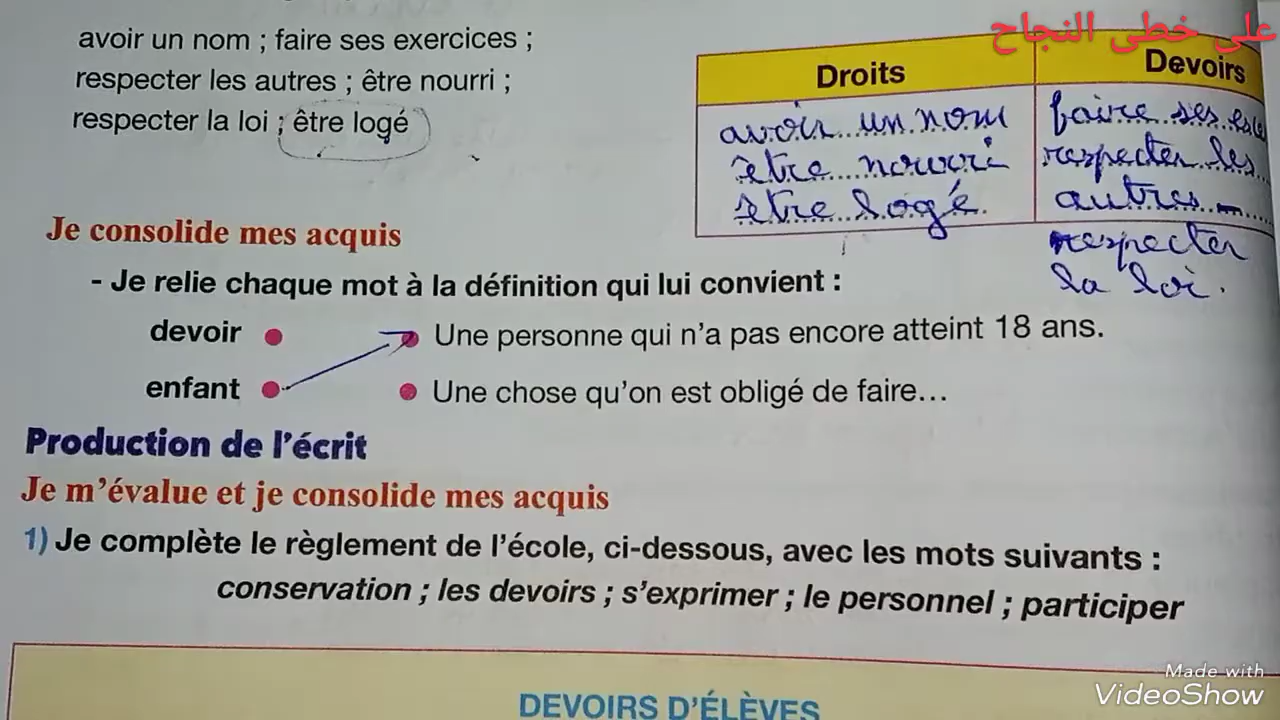 على خطى النجاح
avoir un nom ; faire ses exercices ;
respecter les autres ; être nourri ;
respecter la loi ; être logé
Droits
Devoirs
avoir un nom
être nourri
être logé.
faire ses
respecter les
autres
respecter
la loi.
Je consolide mes acquis
- Je relie chaque mot à la définition qui lui convient :
devoir
Une personne qui n'a pas encore atteint 18 ans.
enfant
Une chose qu'on est obligé de faire...
Production de l'écrit
Je m'évalue et je consolide mes acquis
1) Je complète le règlement de l'école, ci-dessous, avec les mots suivants :
conservation ; les devoirs ; s'exprimer ; le personnel ; participer
DEVOIRS D'ÉLÈVES
Made with
VideoShow